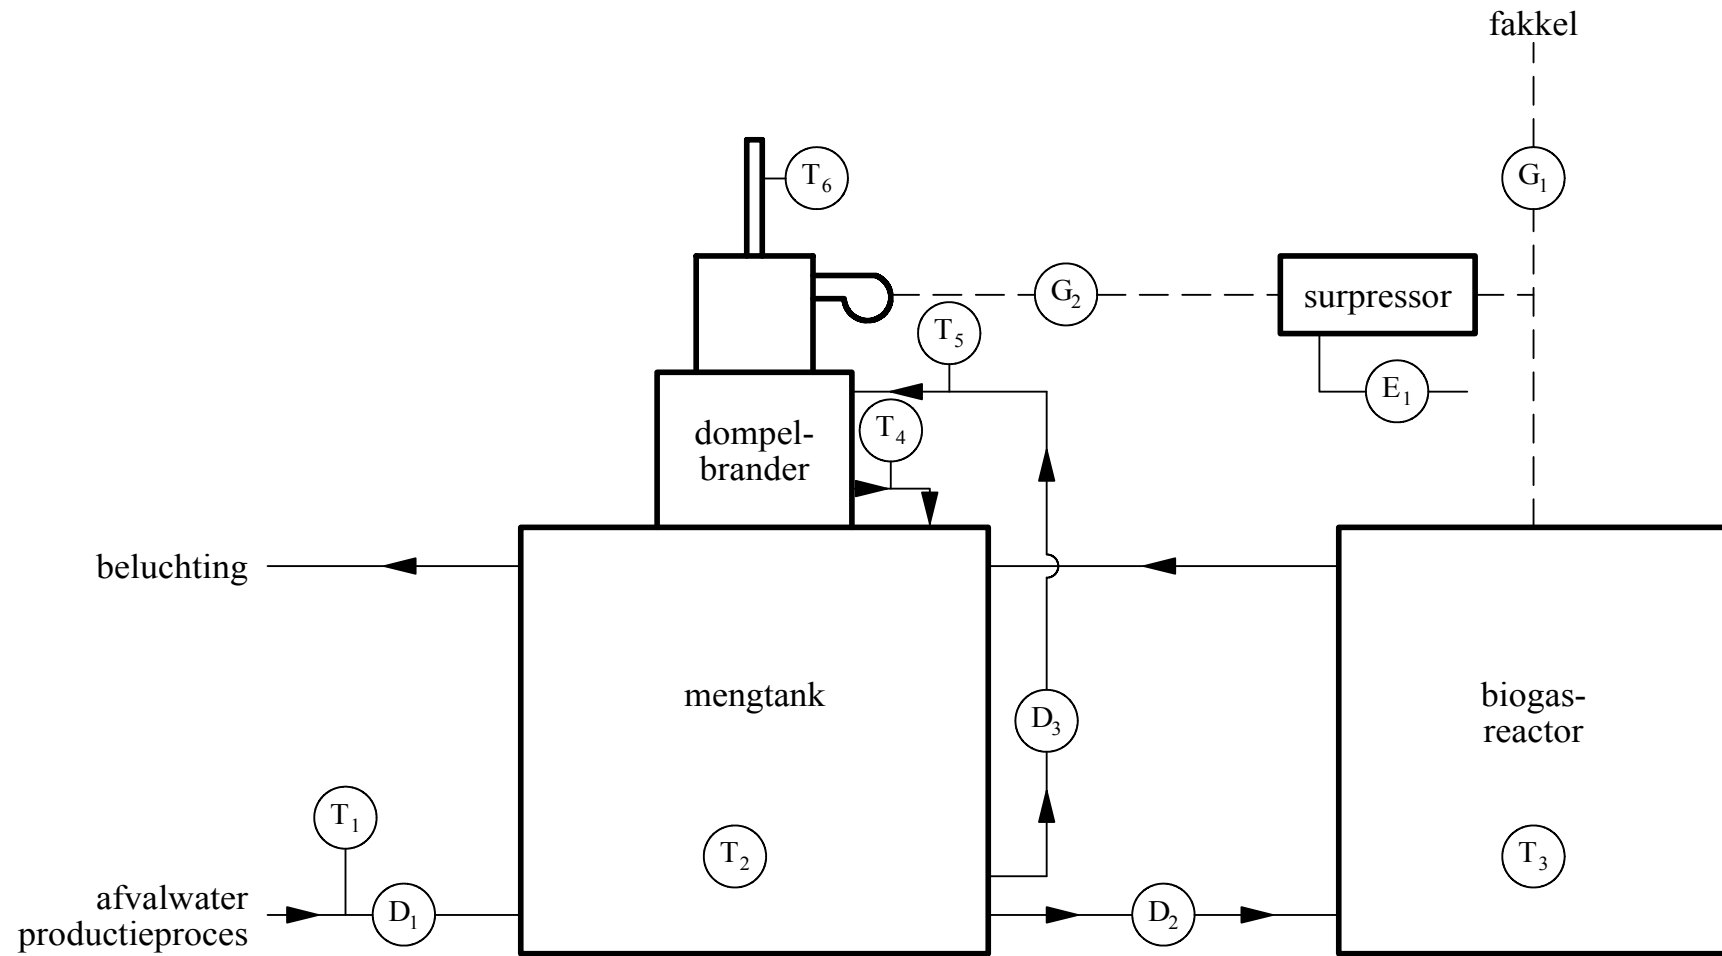 fakkel
T6
G1
G2
surpressor
T5
E1
T4
dompel-
brander
beluchting
mengtank
D3
biogas-
reactor
T1
T2
T3
afvalwater
productieproces
D1
D2